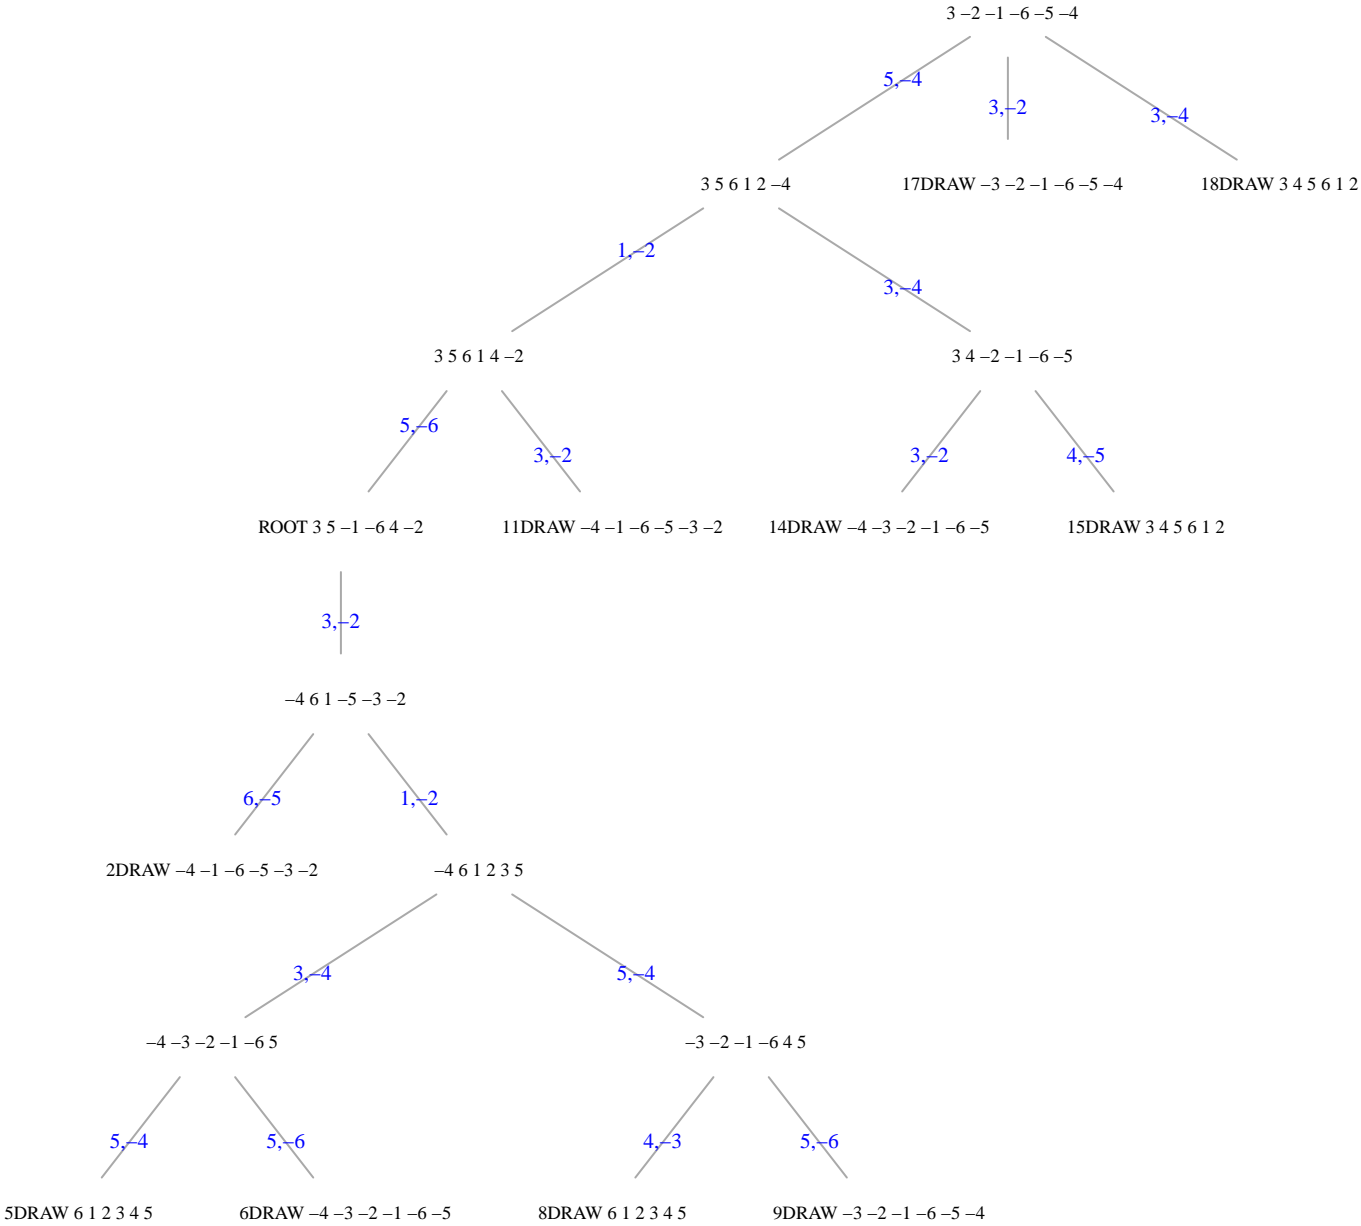 3 –2 –1 –6 –5 –4
5,–4
3,–2
3,–4
3 5 6 1 2 –4
17DRAW –3 –2 –1 –6 –5 –4
18DRAW 3 4 5 6 1 2
1,–2
3,–4
3 5 6 1 4 –2
3 4 –2 –1 –6 –5
5,–6
3,–2
3,–2
4,–5
ROOT 3 5 –1 –6 4 –2
11DRAW –4 –1 –6 –5 –3 –2
14DRAW –4 –3 –2 –1 –6 –5
15DRAW 3 4 5 6 1 2
3,–2
–4 6 1 –5 –3 –2
6,–5
1,–2
2DRAW –4 –1 –6 –5 –3 –2
–4 6 1 2 3 5
3,–4
5,–4
–4 –3 –2 –1 –6 5
–3 –2 –1 –6 4 5
5,–4
5,–6
4,–3
5,–6
5DRAW 6 1 2 3 4 5
6DRAW –4 –3 –2 –1 –6 –5
8DRAW 6 1 2 3 4 5
9DRAW –3 –2 –1 –6 –5 –4